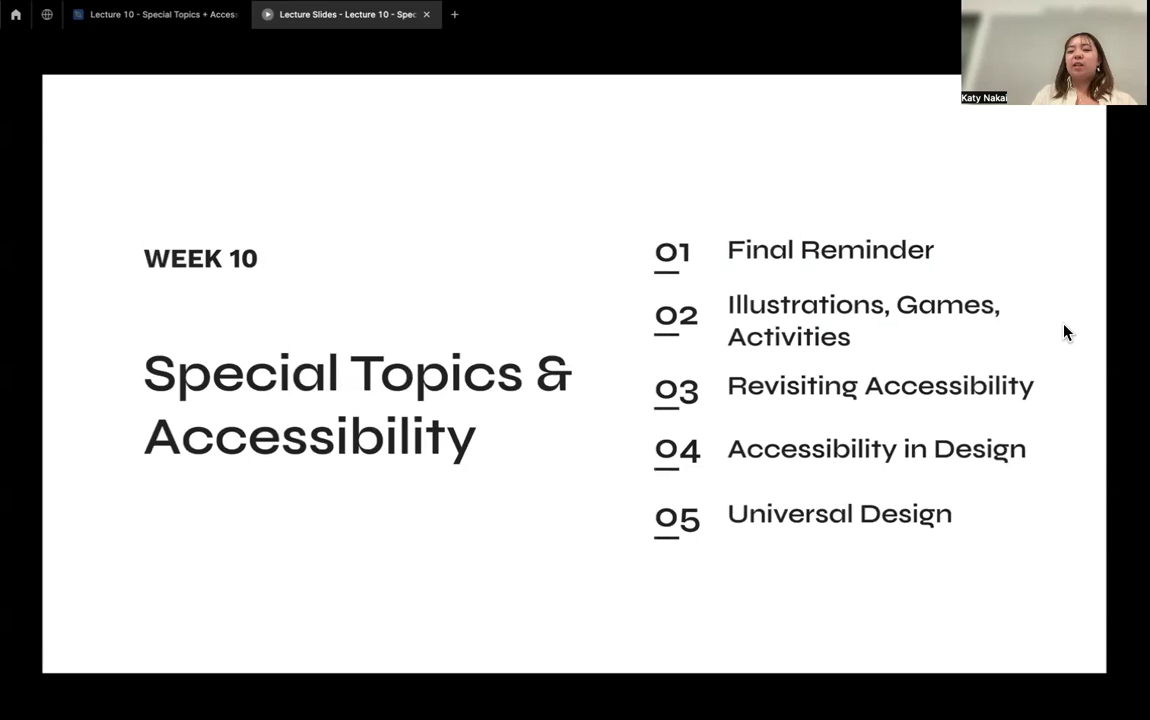 Lecture 10 - Special Topics + Acces
Lecture Slides - Lecture 10 - Spec
Katy Nakai
WEEK 10
Special Topics &
Accessibility
01 Final Reminder
02 Illustrations, Games,
Activities
03 Revisiting Accessibility
04 Accessibility in Design
05 Universal Design